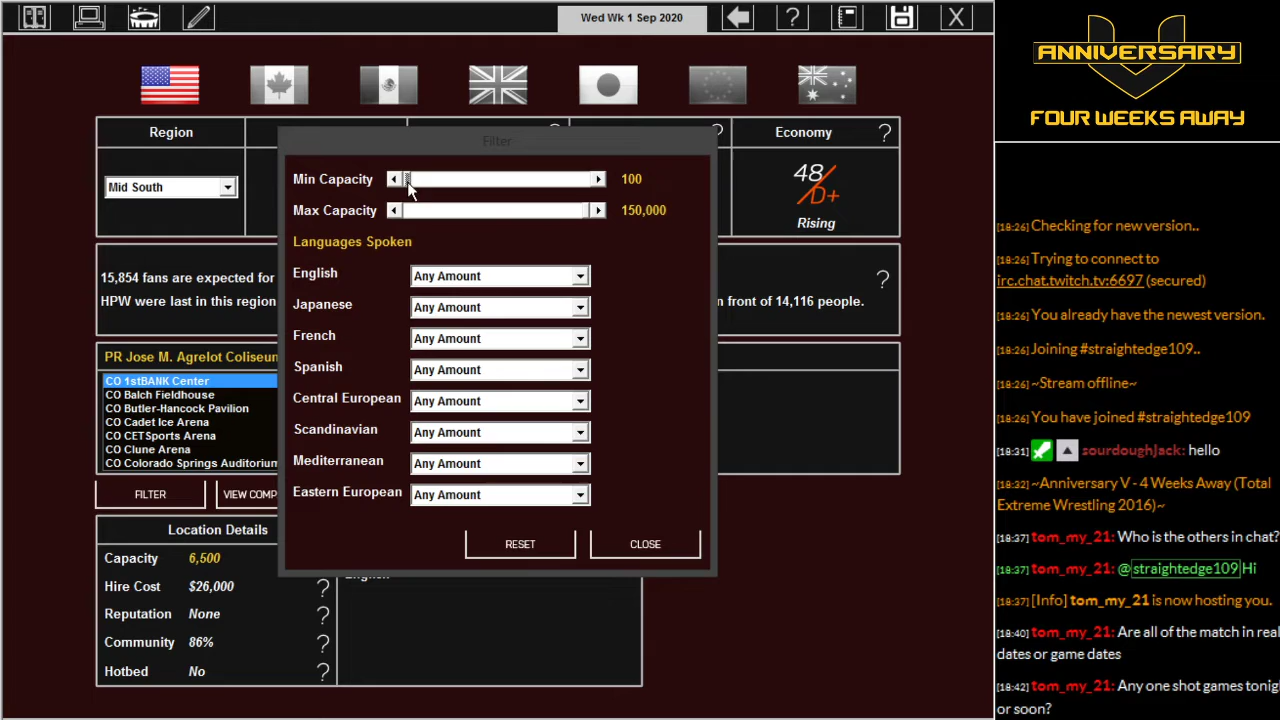 Wed Wk 1 Sep 2020
Region
Economy
Mid South
48
D+
Rising
15,854 fans are expected for
HPW were last in this region
n front of 14,116 people.
PR Jose M. Agrelot Coliseum
CO 1stBANK Center
CO Balch Fieldhouse
CO Butler-Hancock Pavilion
CO Cadet Ice Arena
CO CETSports Arena
CO Clune Arena
CO Colorado Springs Auditorium
FILTER
VIEW COMP
Location Details
Capacity 6,500
Hire Cost $26,000
Reputation None
Community 86%
Hotbed No
English
Filter
Min Capacity 100
Max Capacity 150,000
Languages Spoken
English Any Amount
Japanese Any Amount
French Any Amount
Spanish Any Amount
Central European Any Amount
Scandinavian Any Amount
Mediterranean Any Amount
Eastern European Any Amount
RESET
CLOSE
ANNIVERSARY
V
FOUR WEEKS AWAY
[18:26] Checking for new version..
[18:26] Trying to connect to
irc.chat.twitch.tv:6697 (secured)
[18:26] You already have the newest version.
[18:26] Joining #straightedge109..
[18:26] ~Stream offline~
[18:26] You have joined #straightedge109
[18:31] sourdoughjack: hello
[18:32] ~Anniversary V - 4 Weeks Away (Total
Extreme Wrestling 2016)~
[18:37] tom_my_21: Who is the others in chat?
[18:37] tom_my_21: @straightedge109 Hi
[18:37] [Info] tom_my_21 is now hosting you.
[18:40] tom_my_21: Are all of the match in real
dates or game dates
[18:42] tom_my_21: Any one shot games tonig
or soon?